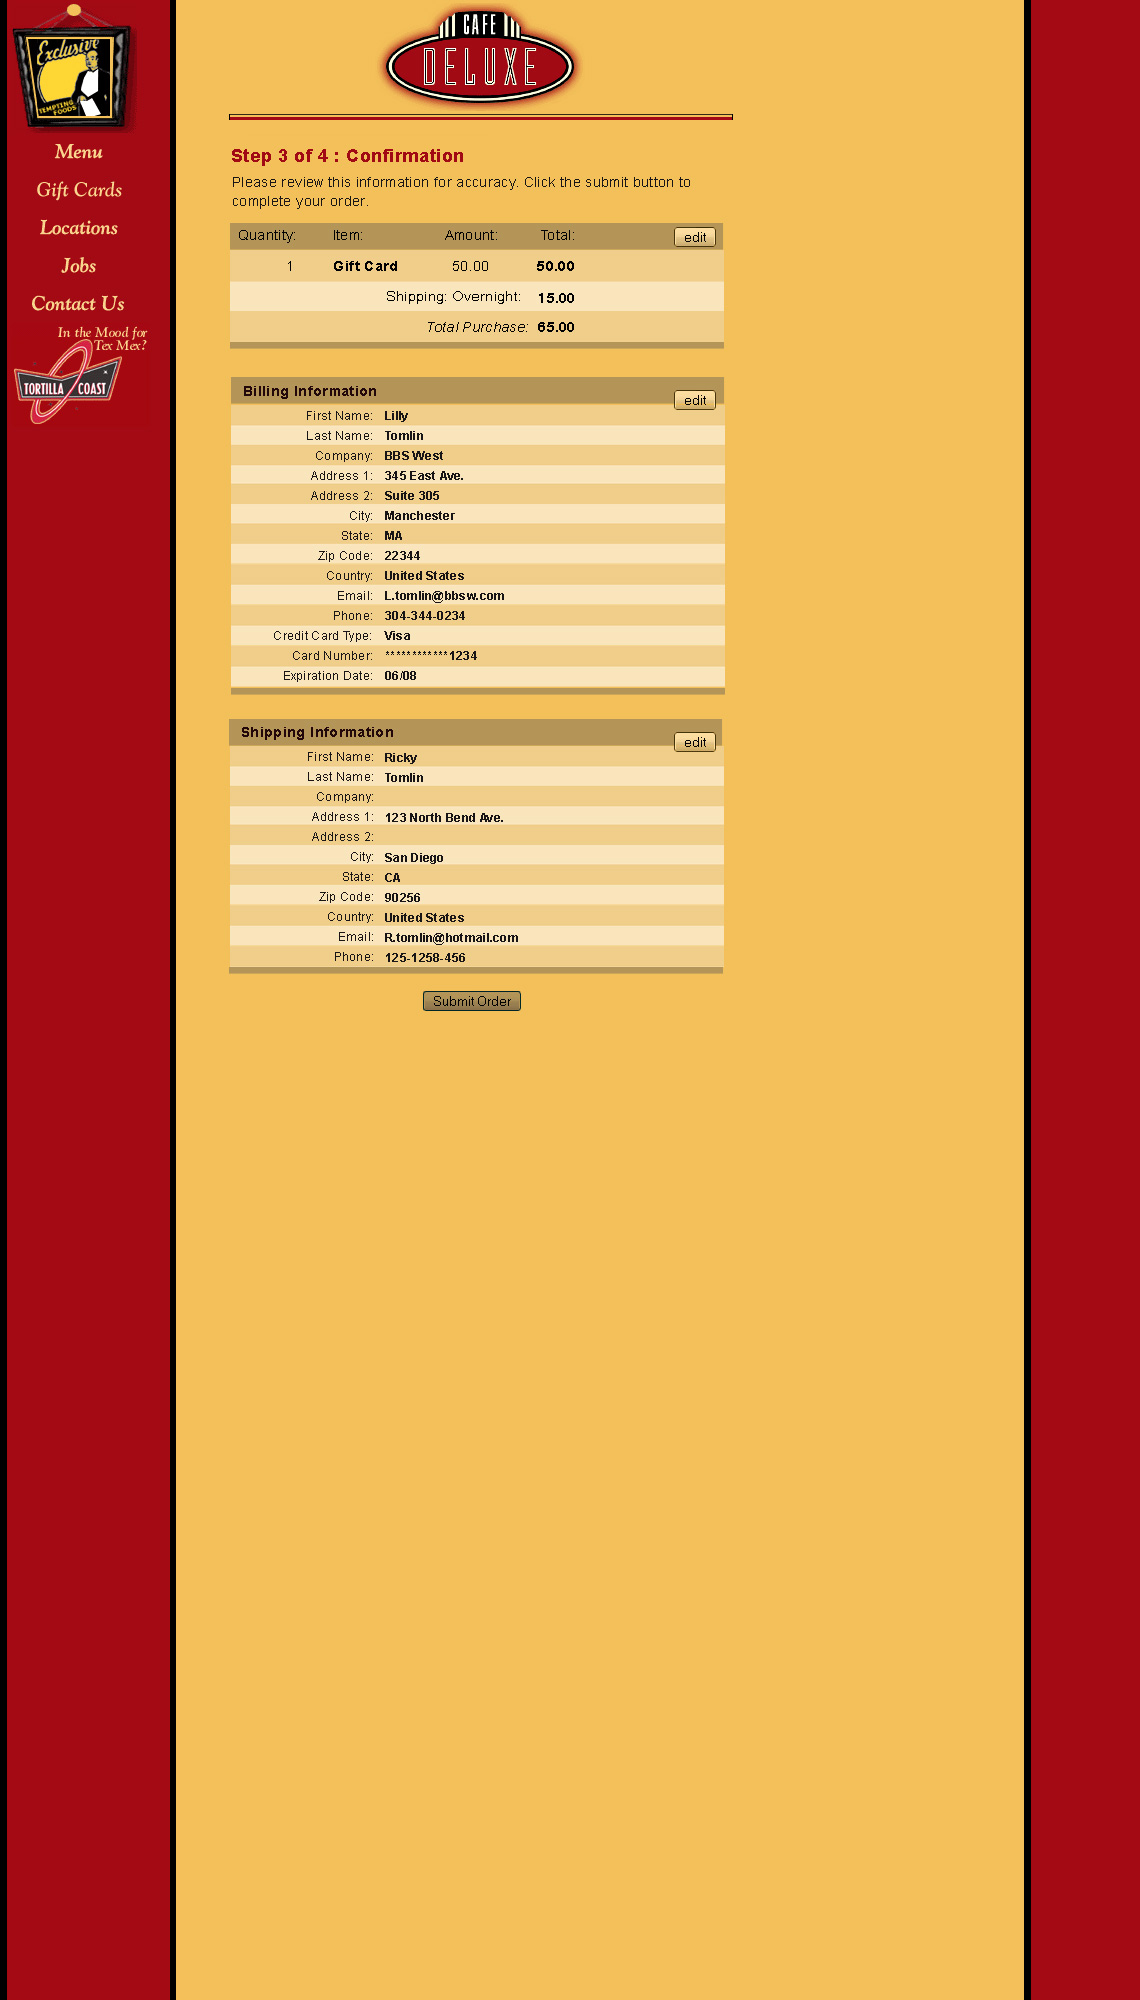 Exclusive
TEMPTING
FOODS
Menu
Gift Cards
Locations
Jobs
Contact Us
In the Mood for
Tex Mex?
TORTILLA COAST
CAFE
DELUXE
Step 3 of 4 : Confirmation
Please review this information for accuracy. Click the submit button to
complete your order.
Quantity: Item: Amount: Total: edit
1 Gift Card 50.00 50.00
Shipping: Overnight: 15.00
Total Purchase: 65.00
Billing Information edit
First Name: Lilly
Last Name: Tomlin
Company: BBS West
Address 1: 345 East Ave.
Address 2: Suite 305
City: Manchester
State: MA
Zip Code: 22344
Country: United States
Email: L.tomlin@bbsw.com
Phone: 304-344-0234
Credit Card Type: Visa
Card Number: ************1234
Expiration Date: 06/08
Shipping Information edit
First Name: Ricky
Last Name: Tomlin
Company:
Address 1: 123 North Bend Ave.
Address 2:
City: San Diego
State: CA
Zip Code: 90256
Country: United States
Email: R.tomlin@hotmail.com
Phone: 125-1258-456
Submit Order